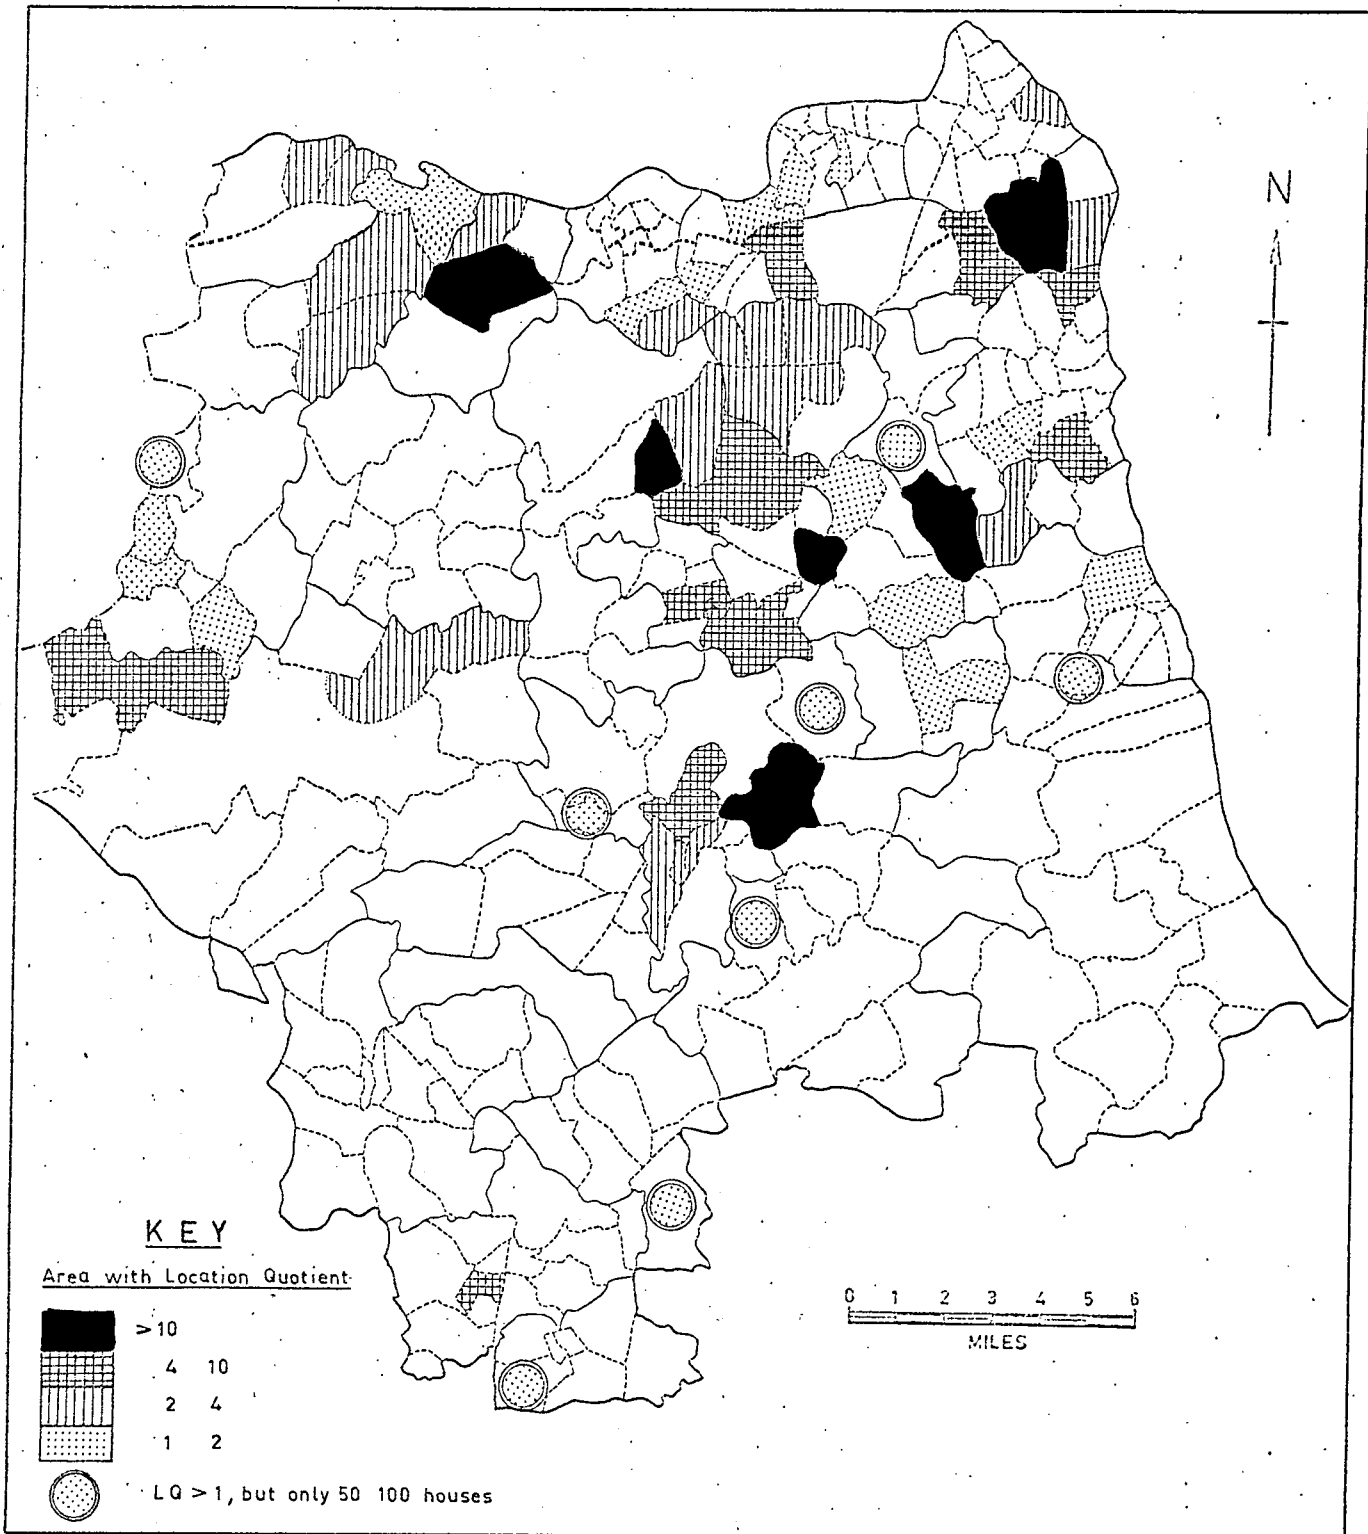 N
KEY
Area with Location Quotient
>10
4 10
2 4
1 2
LQ > 1, but only 50 100 houses
0 1 2 3 4 5 6
MILES